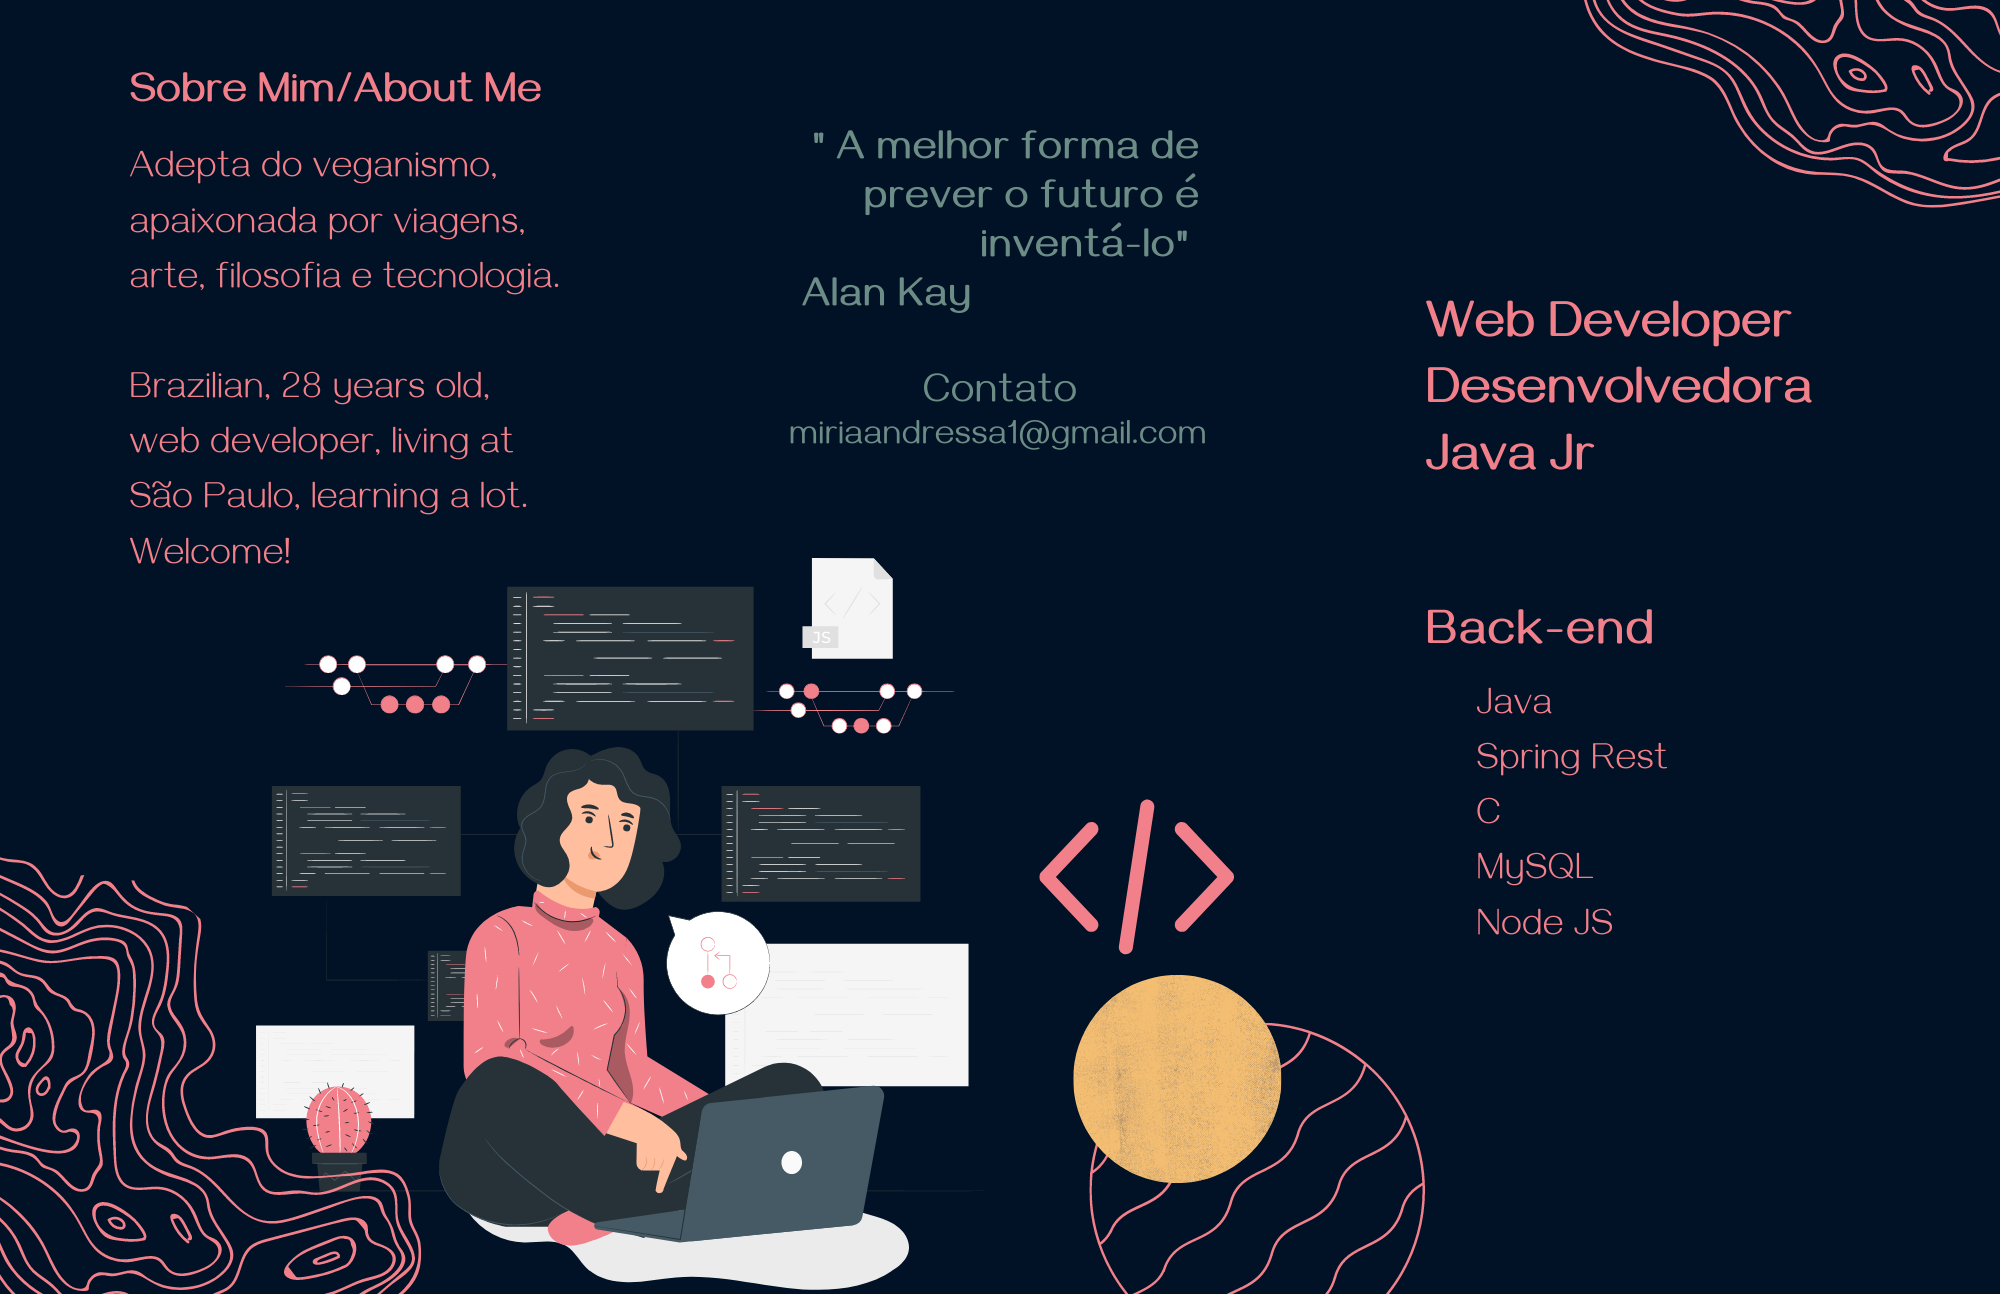 Sobre Mim/About Me
Adepta do veganismo,
apaixonada por viagens,
arte, filosofia e tecnologia.
Brazilian, 28 years old,
web developer, living at
São Paulo, learning a lot.
Welcome!
" A melhor forma de
prever o futuro é
inventá-lo"
Alan Kay
Contato
miriaandressa1@gmail.com
JS
Web Developer
Desenvolvedora
Java Jr
Back-end
Java
Spring Rest
C
MySQL
Node JS